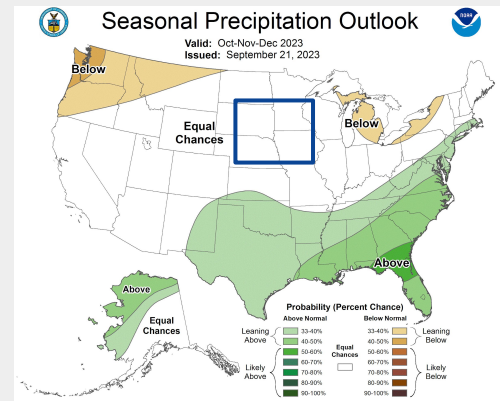 Seasonal Precipitation Outlook
NOAA
Valid: Oct-Nov-Dec 2023
Issued: September 21, 2023
Below
Equal
Chances
Below
Above
Above
Equal
Chances
Probability (Percent Chance)
Above Normal
Below Normal
Leaning
Above
33-40%
40-50%
Likely
Above
50-60%
60-70%
70-80%
80-90%
90-100%
Equal
Chances
33-40%
40-50%
Leaning
Below
50-60%
60-70%
70-80%
80-90%
90-100%
Likely
Below